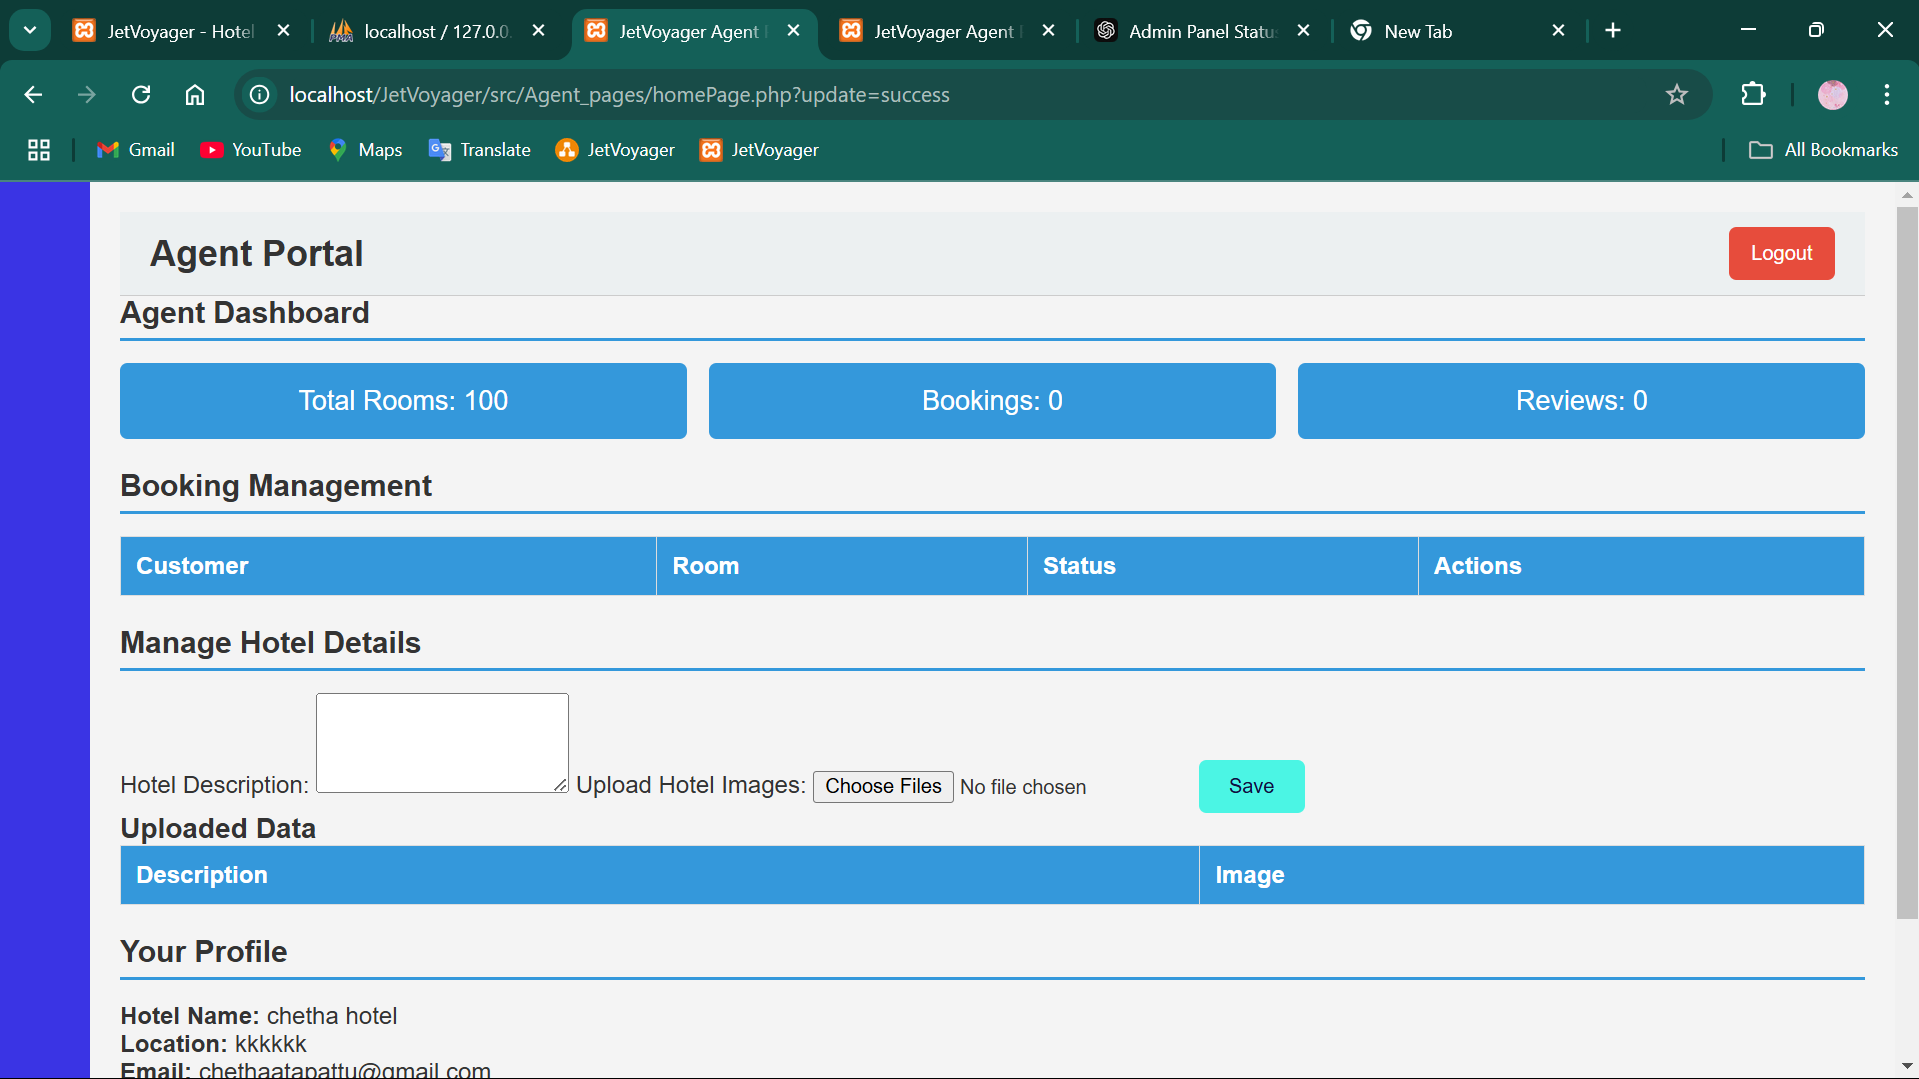 JetVoyager - Hotel
localhost / 127.0.0.
JetVoyager Agent
JetVoyager Agent
Admin Panel Statu
New Tab
localhost/JetVoyager/src/Agent_pages/homePage.php?update=success
Gmail
YouTube
Maps
Translate
JetVoyager
JetVoyager
All Bookmarks
Agent Portal
Logout
Agent Dashboard
Total Rooms: 100
Bookings: 0
Reviews: 0
Booking Management
Customer
Room
Status
Actions
Manage Hotel Details
Hotel Description:
Upload Hotel Images:
Choose Files
No file chosen
Save
Uploaded Data
Description
Image
Your Profile
Hotel Name: chetha hotel
Location: kkkkkk
Email: chethaatapattu@gmail.com